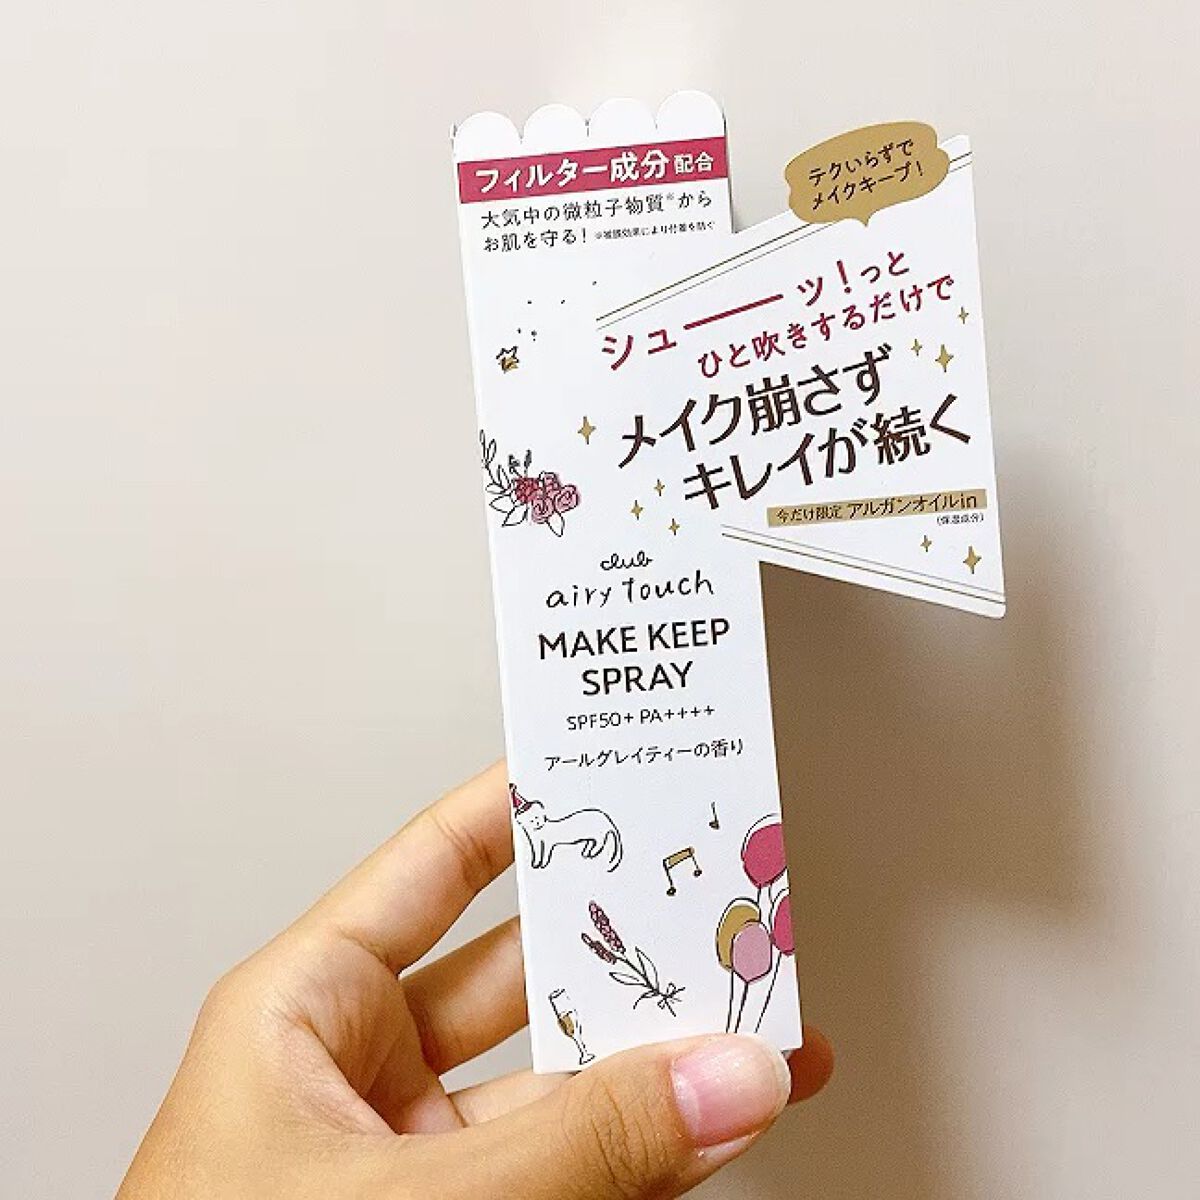 フィルター成分配合
大気中の微粒子物質※から
お肌を守る！※被膜効果により付着を防ぐ
テクいらずで
メイクキープ！
シューッ！っと
ひと吹きするだけで
メイク崩さず
キレイが続く
今だけ限定 アルガンオイルin
(保湿成分)
club
airy touch
MAKE KEEP
SPRAY
SPF50+ PA++++
アールグレイティーの香り